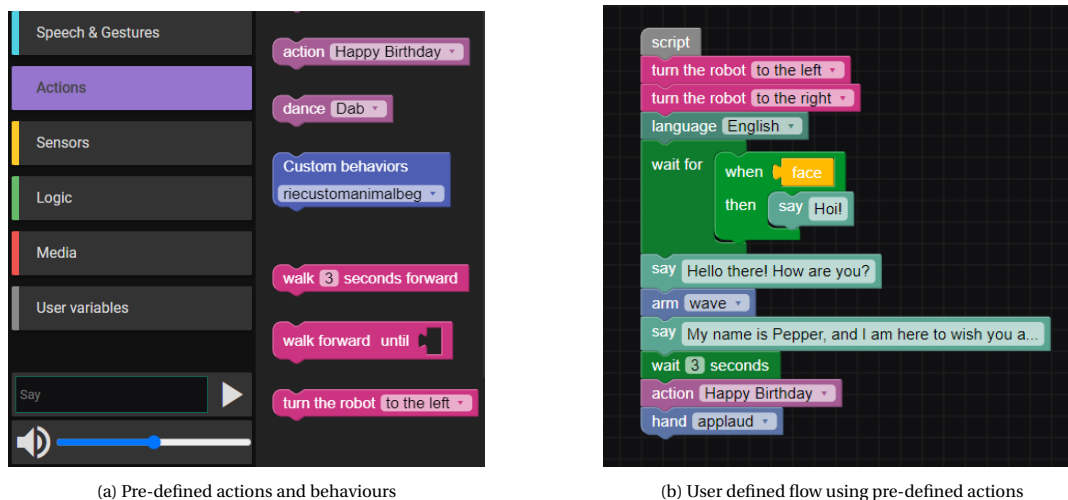 Speech & Gestures
Actions
Sensors
Logic
Media
User variables
Say
action Happy Birthday
dance Dab
Custom behaviors
riecustomanimalbeg
walk 3 seconds forward
walk forward until
turn the robot to the left
(a) Pre-defined actions and behaviours
script
turn the robot to the left
turn the robot to the right
language English
wait for
when face
then say Hoi!
say Hello there! How are you?
arm wave
say My name is Pepper, and I am here to wish you a...
wait 3 seconds
action Happy Birthday
hand applaud
(b) User defined flow using pre-defined actions